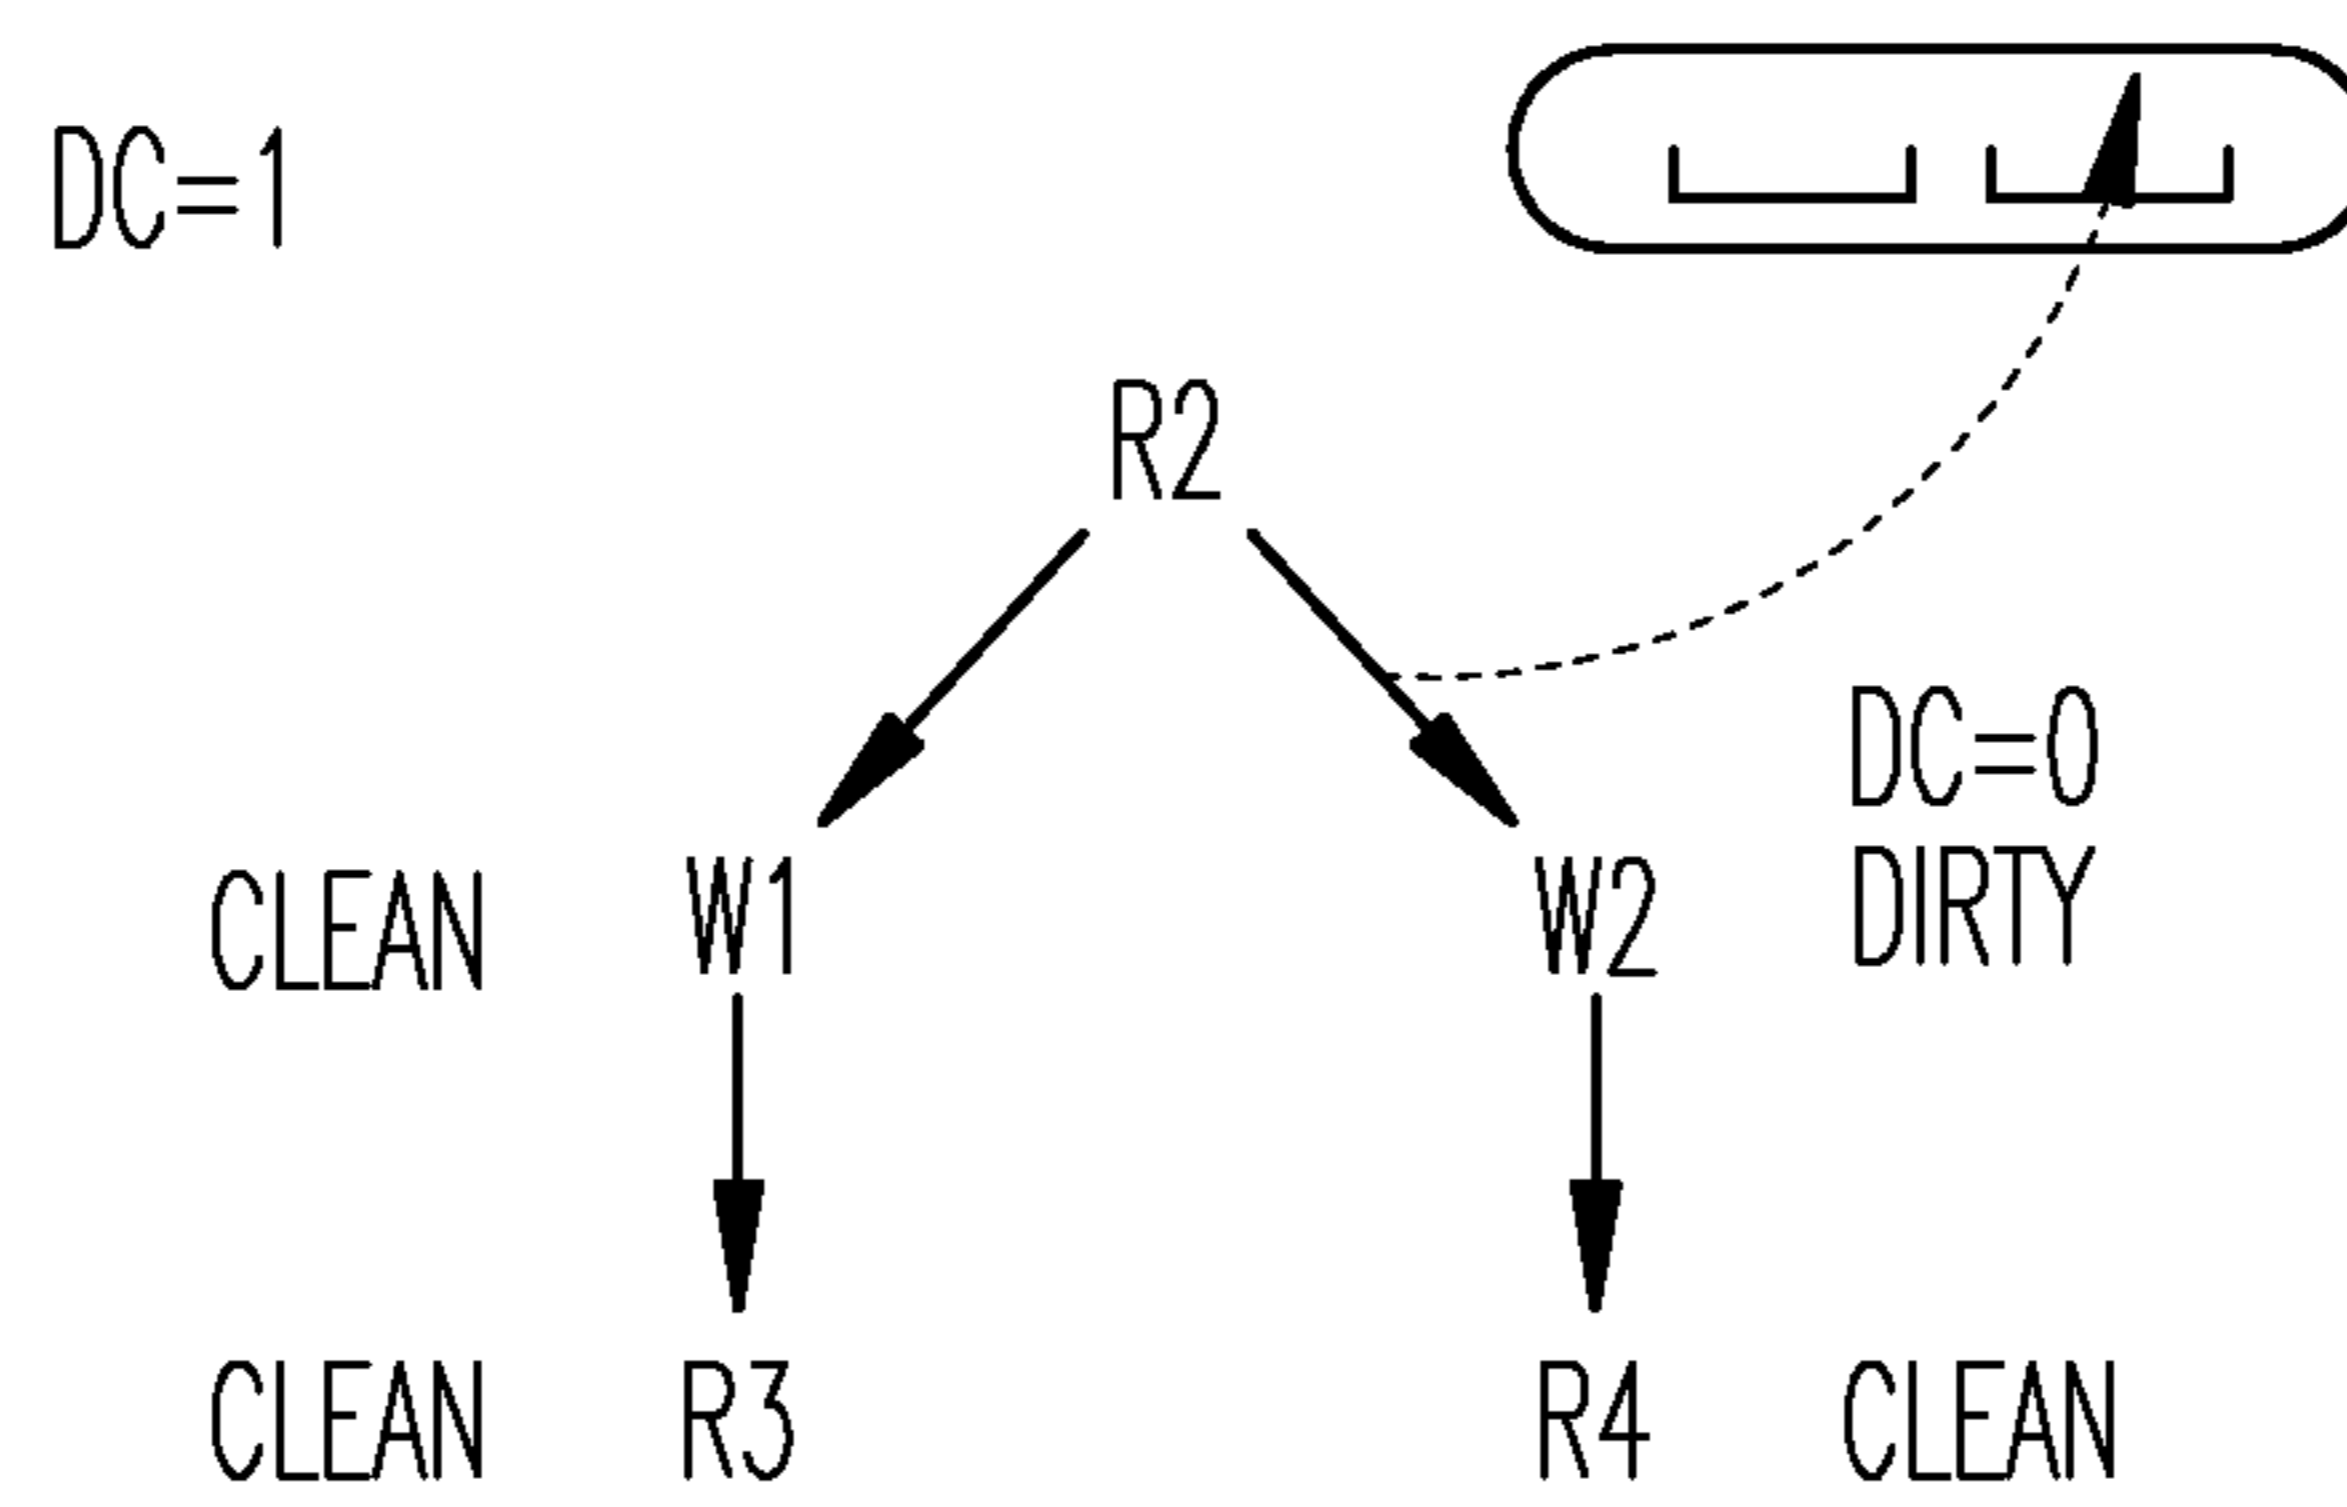 DC=1
R2
DC=0
CLEAN W1 W2 DIRTY
CLEAN R3 R4 CLEAN